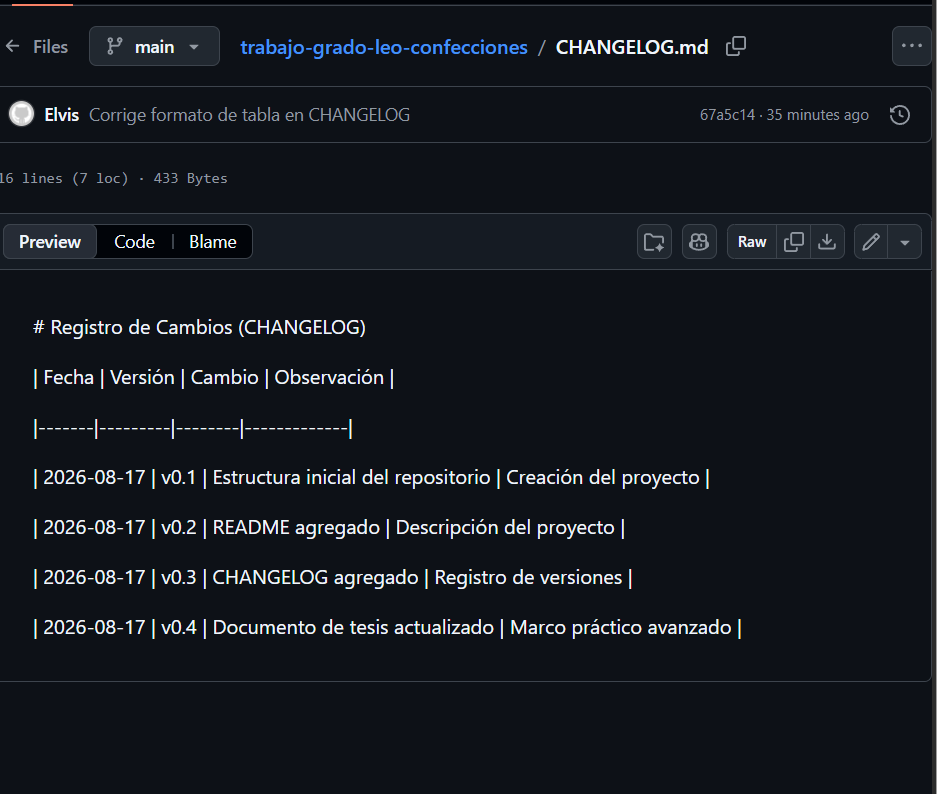 Files
main
trabajo-grado-leo-confecciones / CHANGELOG.md
Elvis Corrige formato de tabla en CHANGELOG
67a5c14 · 35 minutes ago
16 lines (7 loc) · 433 Bytes
Preview Code Blame
Raw
# Registro de Cambios (CHANGELOG)
| Fecha | Versión | Cambio | Observación |
|-------|---------|--------|-------------|
| 2026-08-17 | v0.1 | Estructura inicial del repositorio | Creación del proyecto |
| 2026-08-17 | v0.2 | README agregado | Descripción del proyecto |
| 2026-08-17 | v0.3 | CHANGELOG agregado | Registro de versiones |
| 2026-08-17 | v0.4 | Documento de tesis actualizado | Marco práctico avanzado |